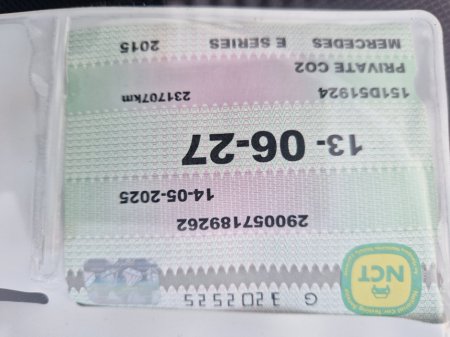 NCT
290057189262
14-05-2025
13-06-27
151D51924 231707km
PRIVATE CO2
MERCEDES E SERIES 2015